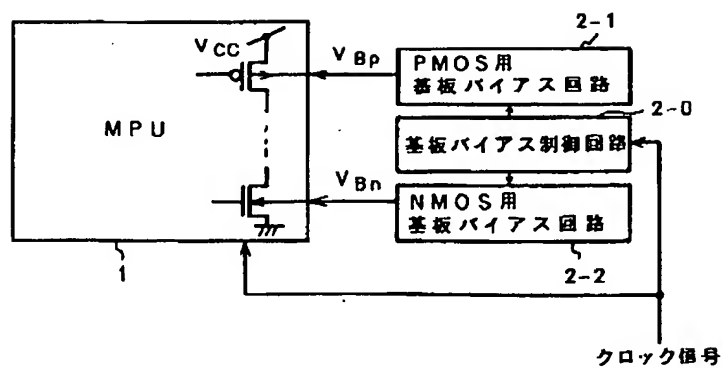 2-1
VCC
VBp
PMOS用
基板バイアス回路
2-0
MPU
基板バイアス制御回路
VBn
NMOS用
基板バイアス回路
1
2-2
クロック信号